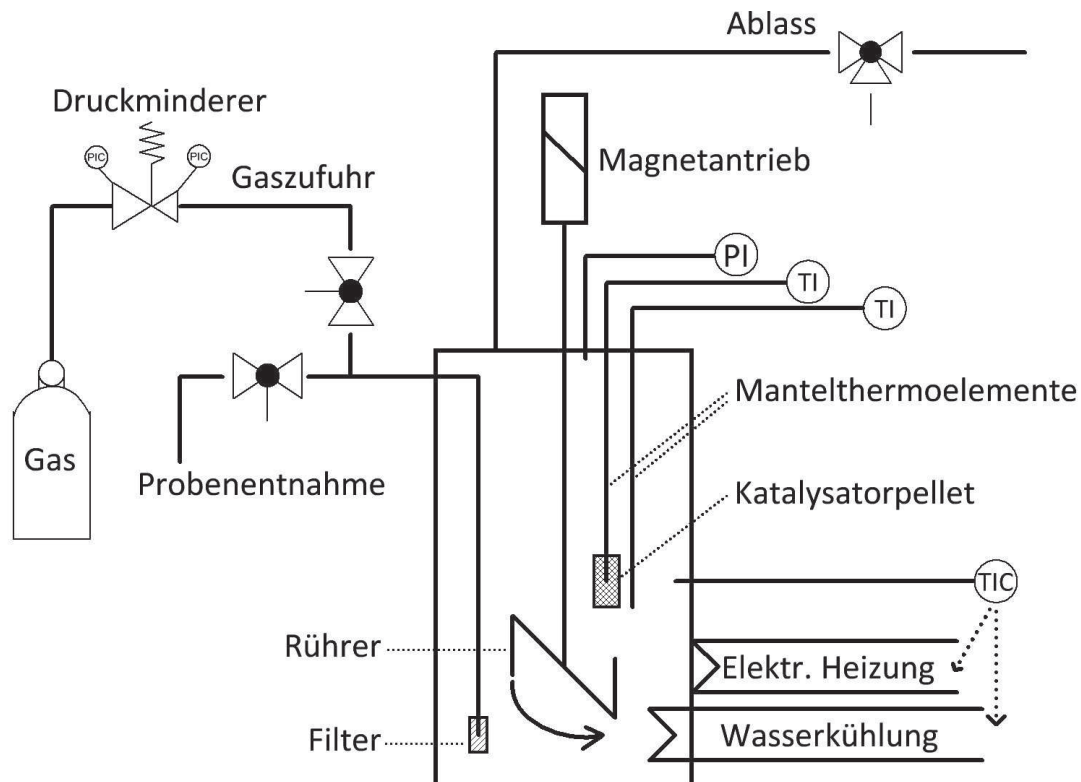 Ablass
Druckminderer
PIC
PIC
Magnetantrieb
Gaszufuhr
PI
TI
TI
Mantelthermoelemente
Gas
Probenentnahme
Katalysatorpellet
TIC
Rührer
Elektr. Heizung
Filter
Wasserkühlung